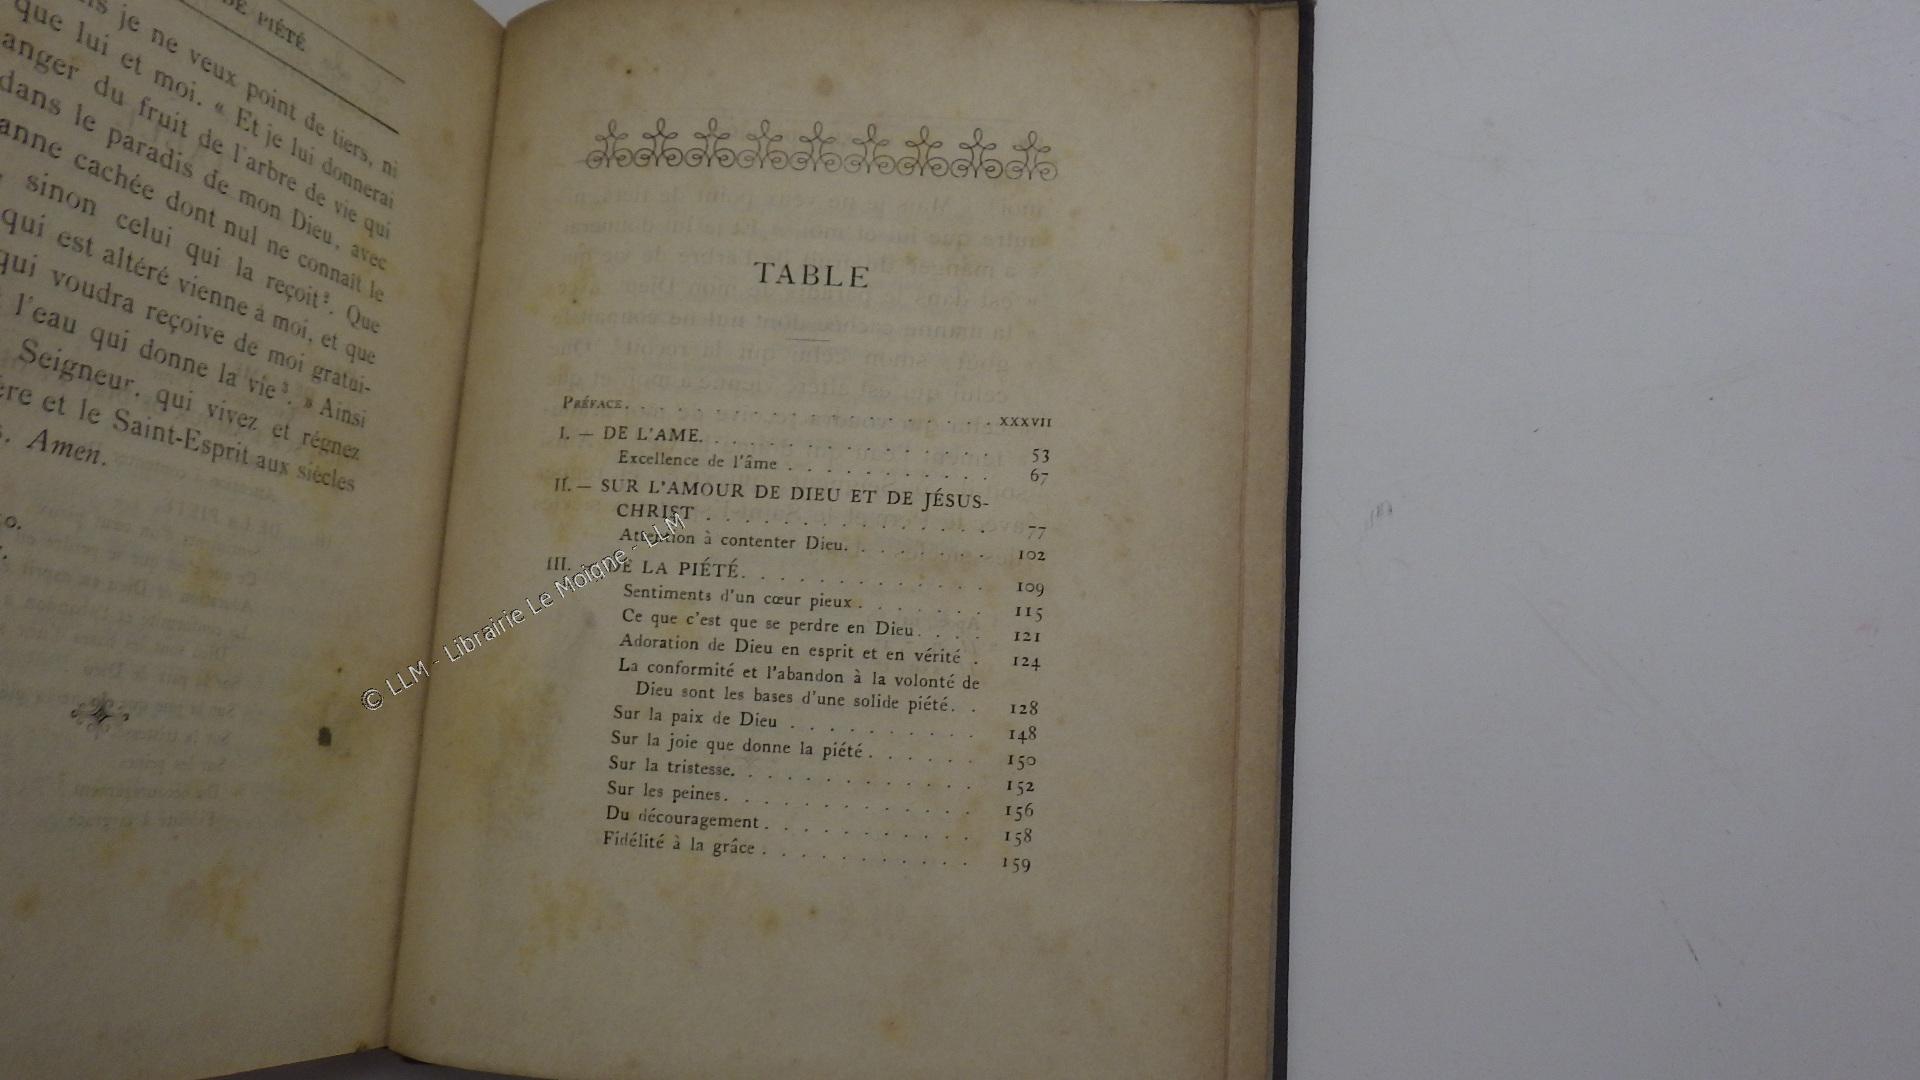 DE PIÉTÉ
je ne veux point de tiers, ni
que lui et moi. « Et je lui donnerai
anger du fruit de l'arbre de vie qui
dans le paradis de mon Dieu, avec
anne cachée dont nul ne connaît le
, sinon celui qui la reçoit². Que
qui est altéré vienne à moi, et que
qui voudra reçoive de moi gratui-
l'eau qui donne la vie³. » Ainsi
Seigneur, qui vivez et régnez
ère et le Saint-Esprit aux siècles
s. Amen.
TABLE
PRÉFACE. XXXVII
I. — DE L'AME. 53
Excellence de l'âme 67
II. — SUR L'AMOUR DE DIEU ET DE JÉSUS-
CHRIST 77
Attention à contenter Dieu. 102
III. — DE LA PIÉTÉ. 109
Sentiments d'un cœur pieux. 115
Ce que c'est que se perdre en Dieu. 121
Adoration de Dieu en esprit et en vérité. 124
La conformité et l'abandon à la volonté de
Dieu sont les bases d'une solide piété. 128
Sur la paix de Dieu 148
Sur la joie que donne la piété. 150
Sur la tristesse. 152
Sur les peines. 156
Du découragement. 158
Fidélité à la grâce. 159
© LLM - Librairie Le Moigne - LLM